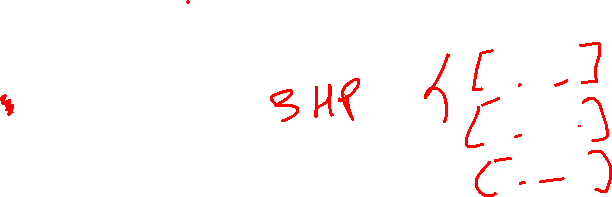 3HP { [ . _ ]
[ . . ]
( . - )